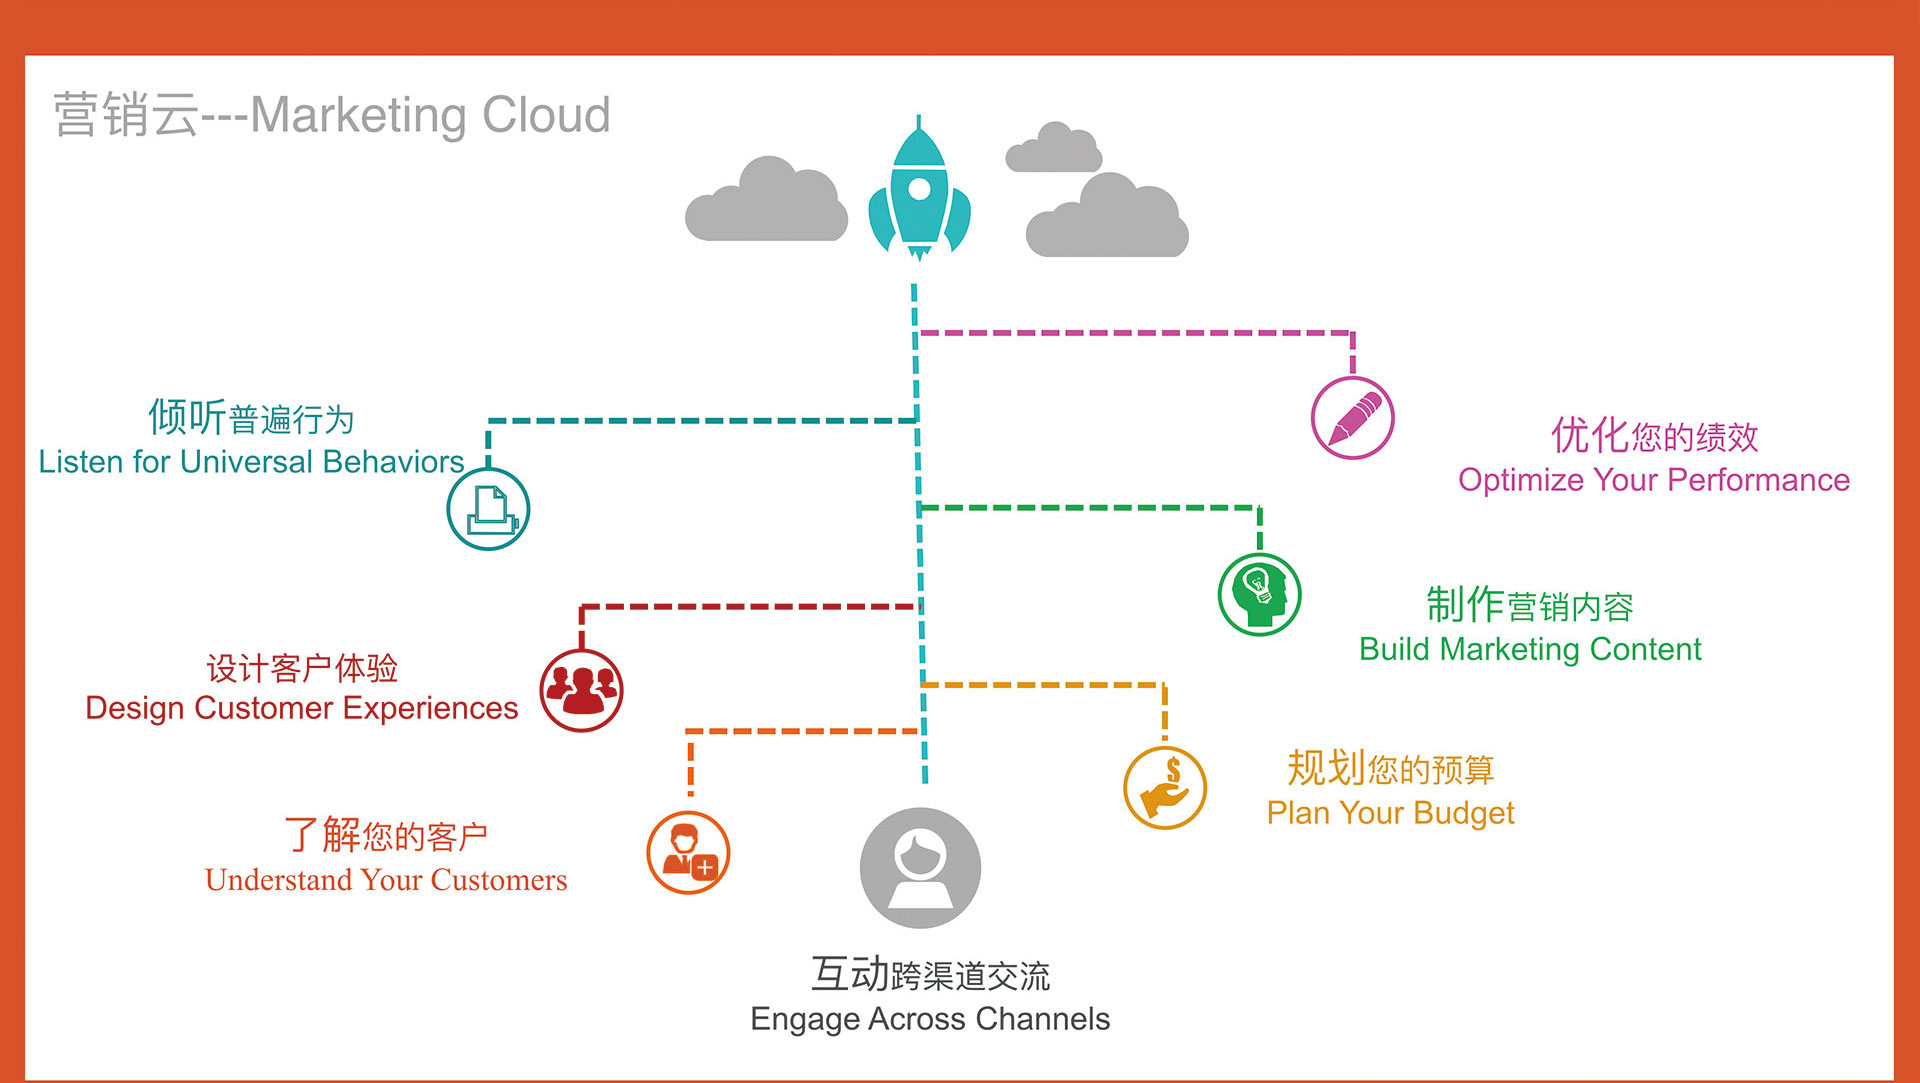 营销云---Marketing Cloud
倾听普遍行为
Listen for Universal Behaviors
优化您的绩效
Optimize Your Performance
制作营销内容
Build Marketing Content
设计客户体验
Design Customer Experiences
规划您的预算
Plan Your Budget
了解您的客户
Understand Your Customers
互动跨渠道交流
Engage Across Channels